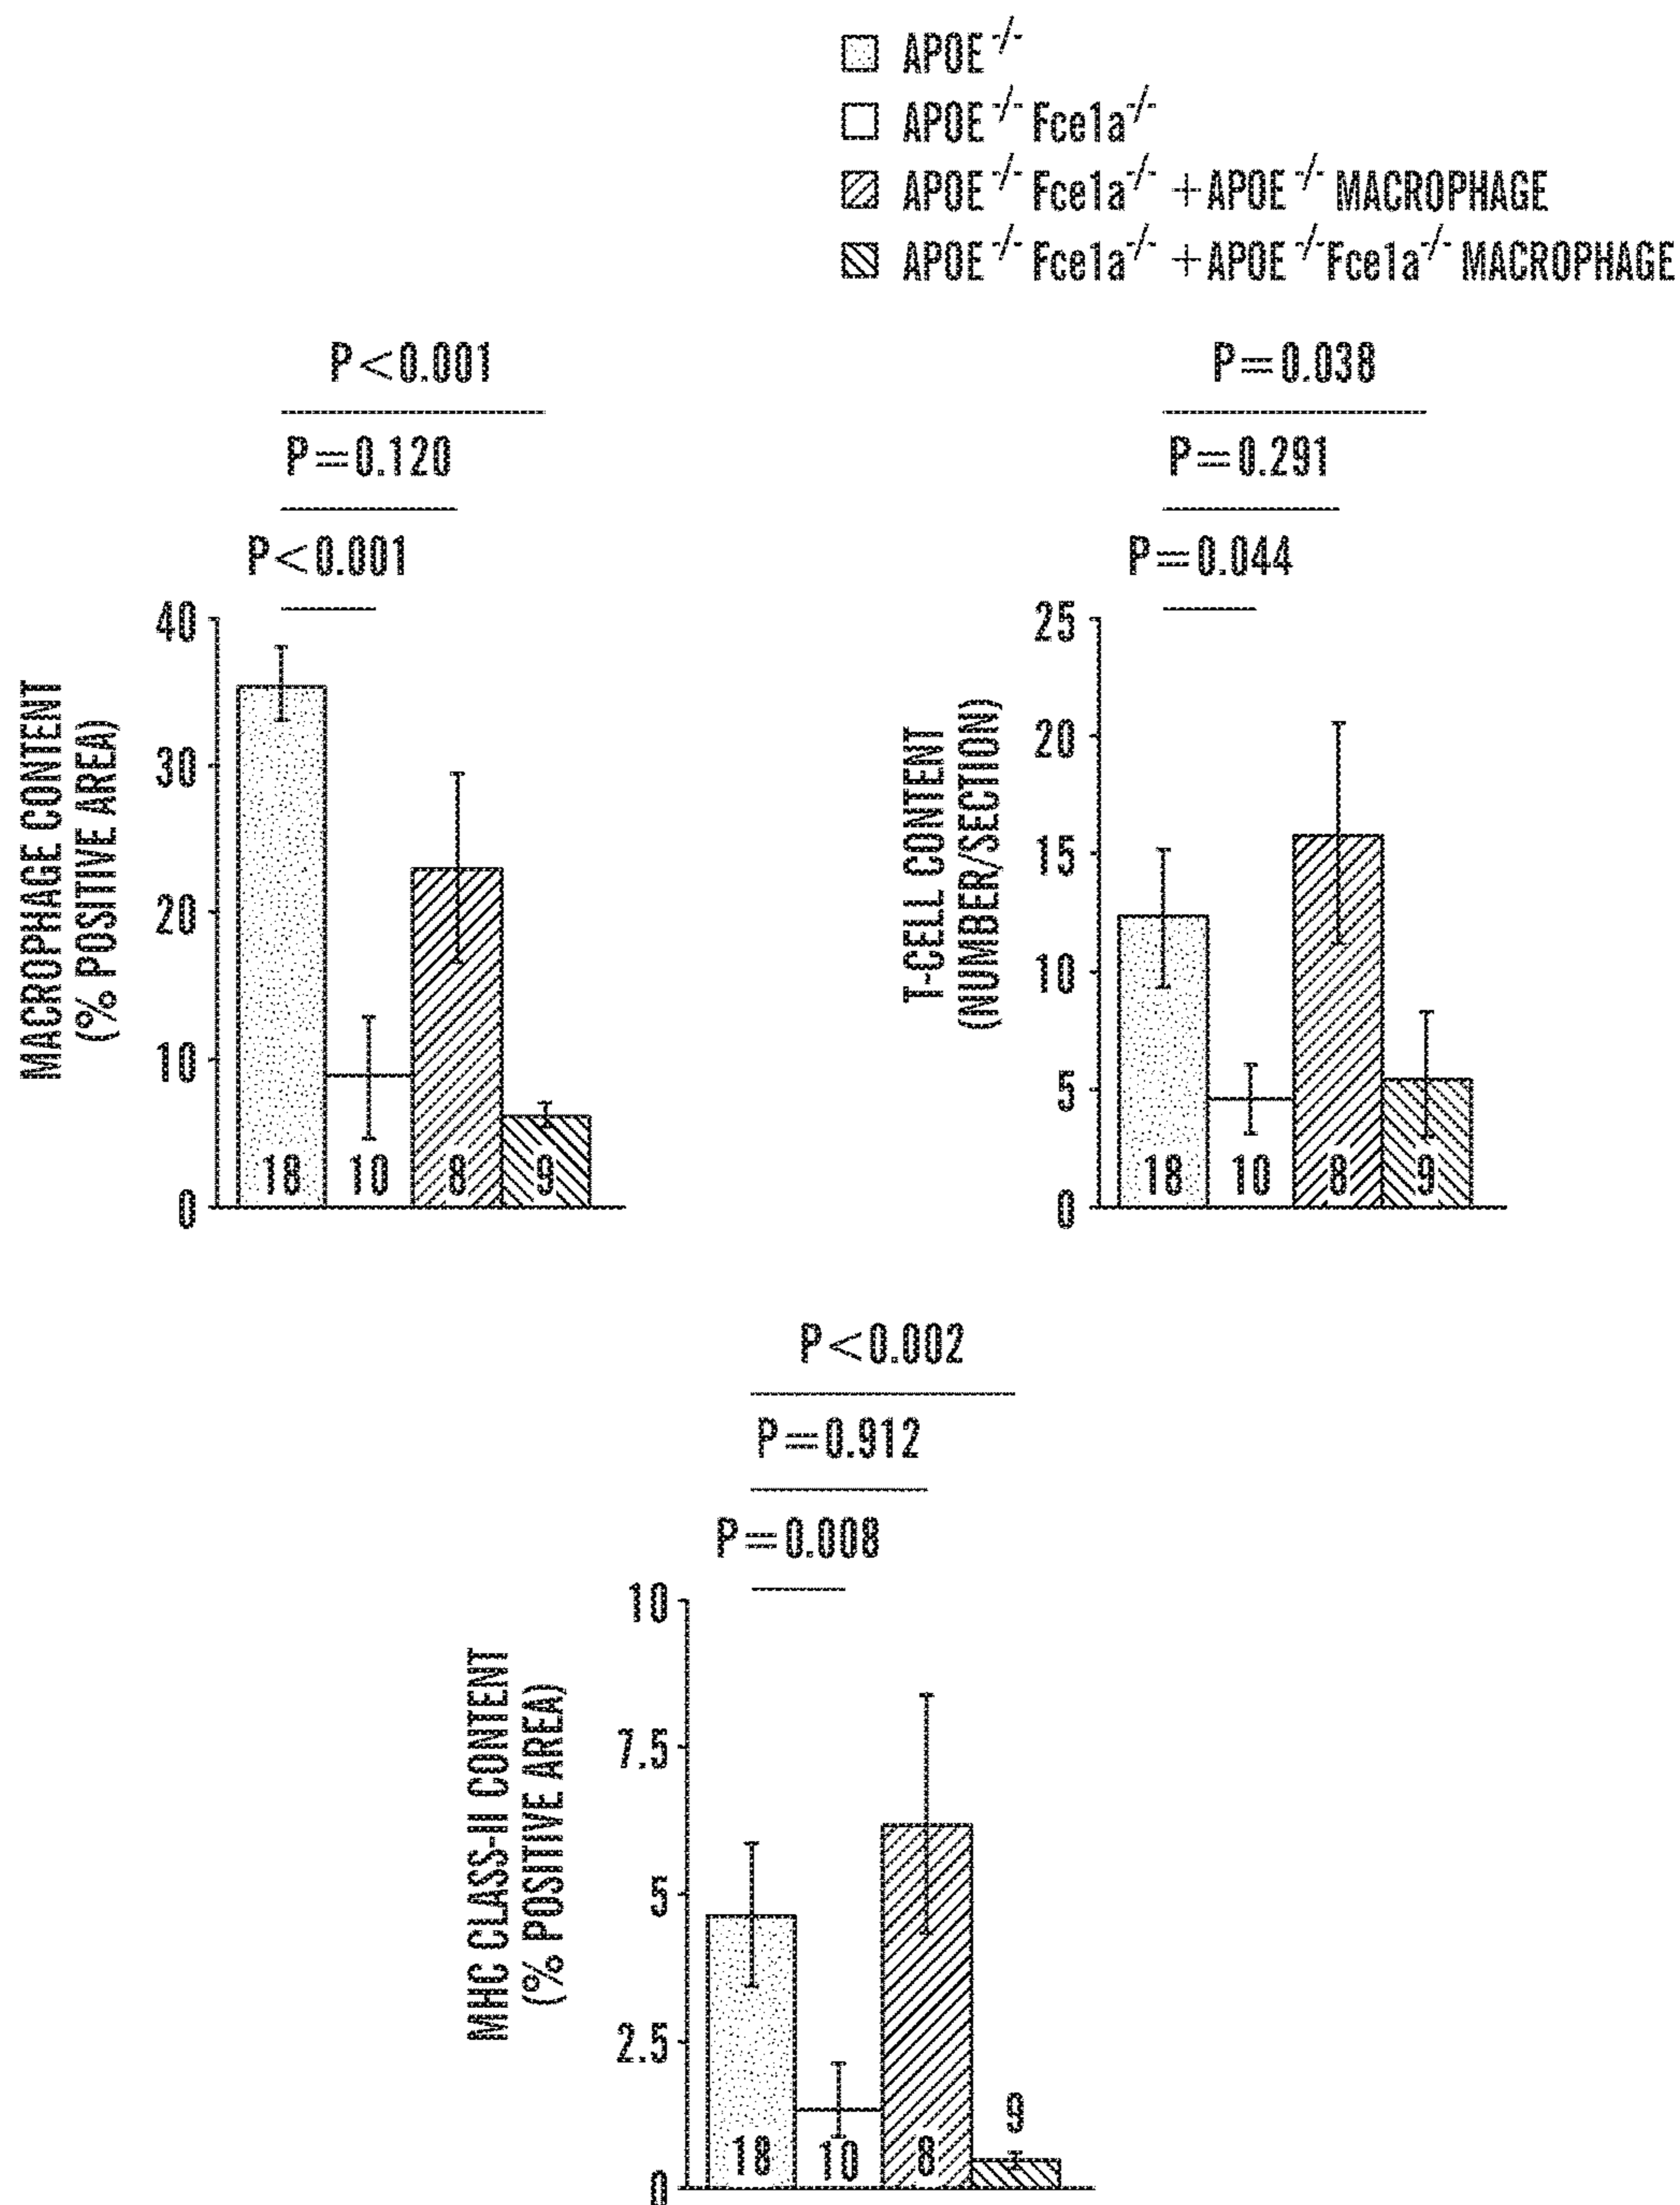 APOE -/-
APOE -/- Fce1a -/-
APOE -/- Fce1a -/- +APOE -/- MACROPHAGE
APOE -/- Fce1a -/- +APOE -/- Fce1a -/- MACROPHAGE
P<0.001
P=0.120
P<0.001
40
30
20
10
0
MACROPHAGE CONTENT
(% POSITIVE AREA)
18 10 8 9
P=0.038
P=0.291
P=0.044
25
20
15
10
5
0
T-CELL CONTENT
(NUMBER/SECTION)
18 10 8 9
P<0.002
P=0.912
P=0.008
10
7.5
5
2.5
0
MHC CLASS-II CONTENT
(% POSITIVE AREA)
18 10 8 9